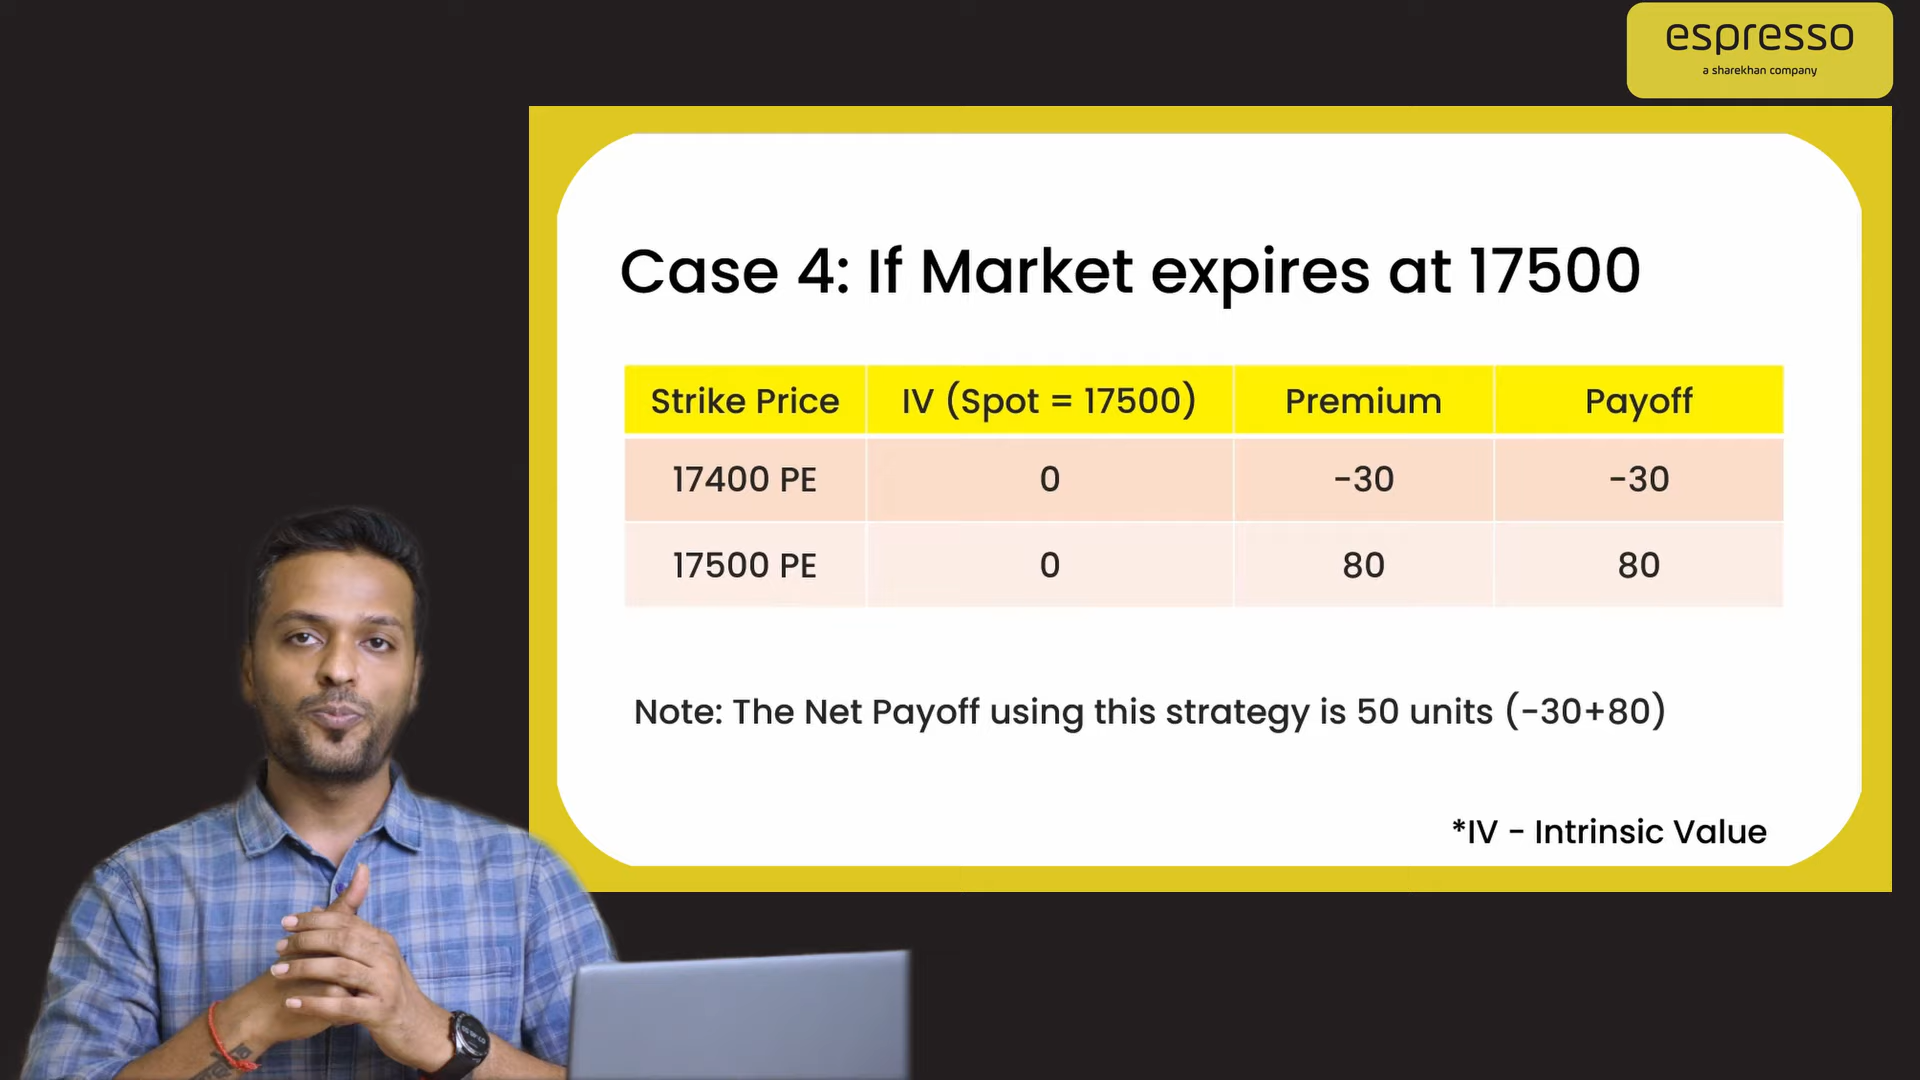 espresso
a sharekhan company
Case 4: If Market expires at 17500
Strike Price IV (Spot = 17500) Premium Payoff
17400 PE 0 -30 -30
17500 PE 0 80 80
Note: The Net Payoff using this strategy is 50 units (-30+80)
*IV - Intrinsic Value